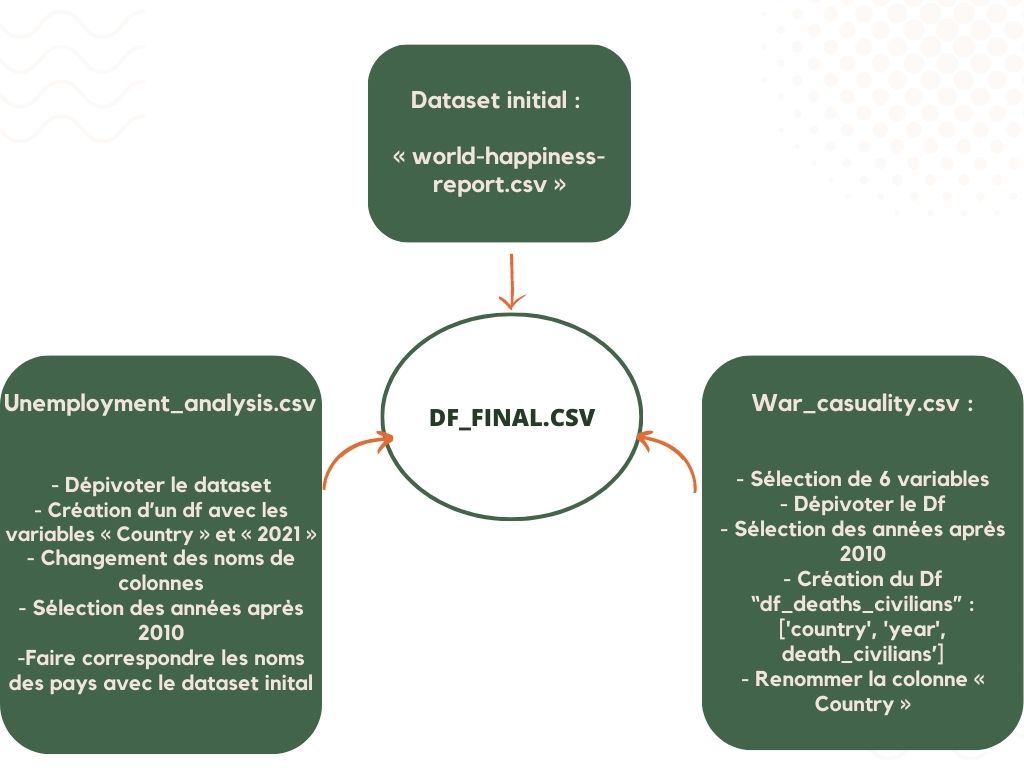 Dataset initial :
« world-happiness-
report.csv »
DF_FINAL.CSV
Unemployment_analysis.csv
- Dépivoter le dataset
- Création d'un df avec les
variables « Country » et « 2021 »
- Changement des noms de
colonnes
- Sélection des années après
2010
-Faire correspondre les noms
des pays avec le dataset inital
War_casuality.csv :
- Sélection de 6 variables
- Dépivoter le Df
- Sélection des années après
2010
- Création du Df
“df_deaths_civilians” :
['country', 'year',
death_civilians']
- Renommer la colonne «
Country »